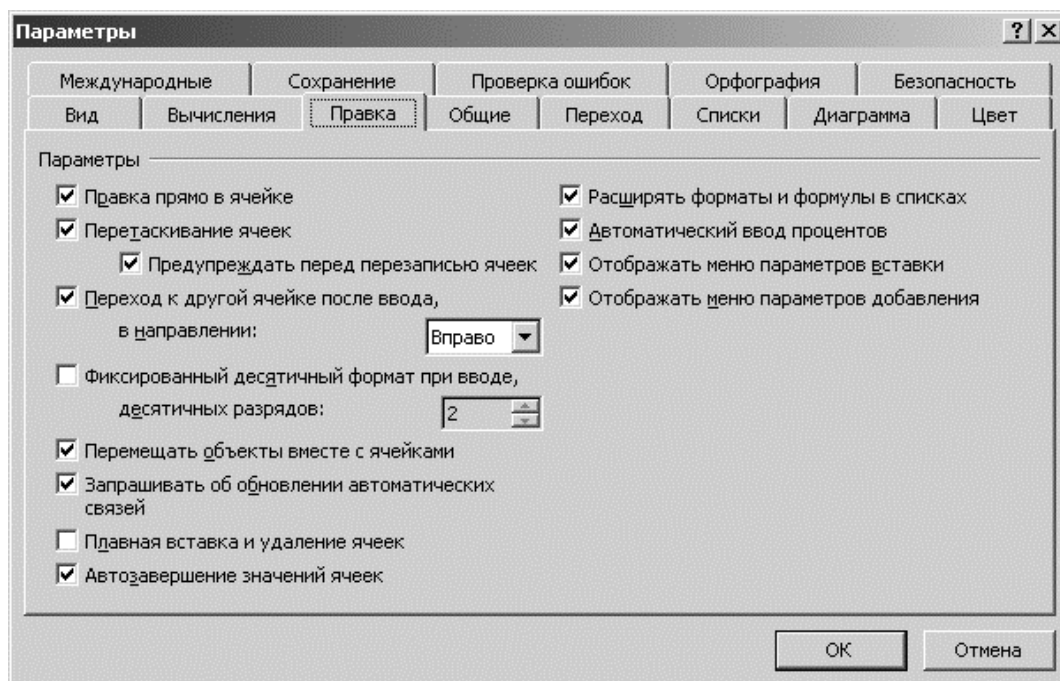 Параметры
Международные Сохранение Проверка ошибок Орфография Безопасность
Вид Вычисления Правка Общие Переход Списки Диаграмма Цвет
Параметры
Правка прямо в ячейке
Перетаскивание ячеек
Предупреждать перед перезаписью ячеек
Переход к другой ячейке после ввода,
в направлении: Вправо
Фиксированный десятичный формат при вводе,
десятичных разрядов: 2
Перемещать объекты вместе с ячейками
Запрашивать об обновлении автоматических
связей
Плавная вставка и удаление ячеек
Автозавершение значений ячеек
Расширять форматы и формулы в списках
Автоматический ввод процентов
Отображать меню параметров вставки
Отображать меню параметров добавления
OK Отмена